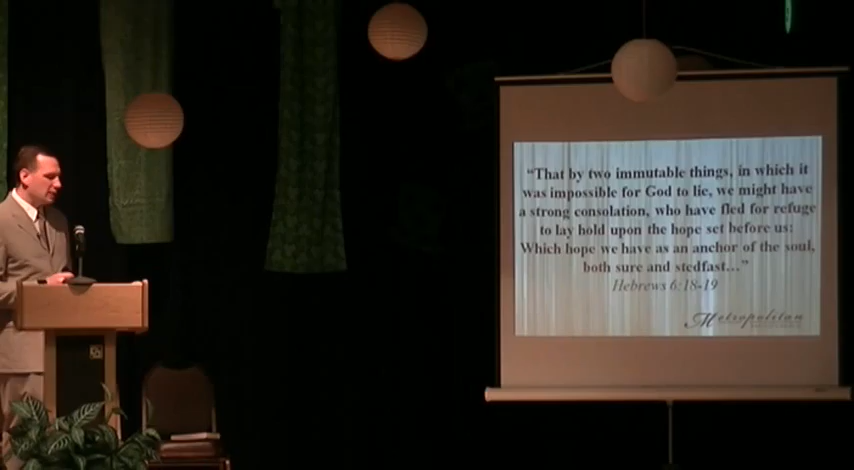 “That by two immutable things, in which it
was impossible for God to lie, we might have
a strong consolation, who have fled for refuge
to lay hold upon the hope set before us:
Which hope we have as an anchor of the soul,
both sure and stedfast...”
Hebrews 6:18-19
Metropolitan